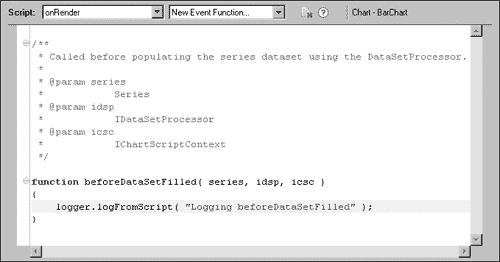 Script: onRender New Event Function... Chart - BarChart
/**
 * Called before populating the series dataset using the DataSetProcessor.
 *
 * @param series
 *            Series
 * @param idsp
 *            IDataSetProcessor
 * @param icsc
 *            IChartScriptContext
 */
function beforeDataSetFilled( series, idsp, icsc )
{
    logger.logFromScript( "Logging beforeDataSetFilled" );
}